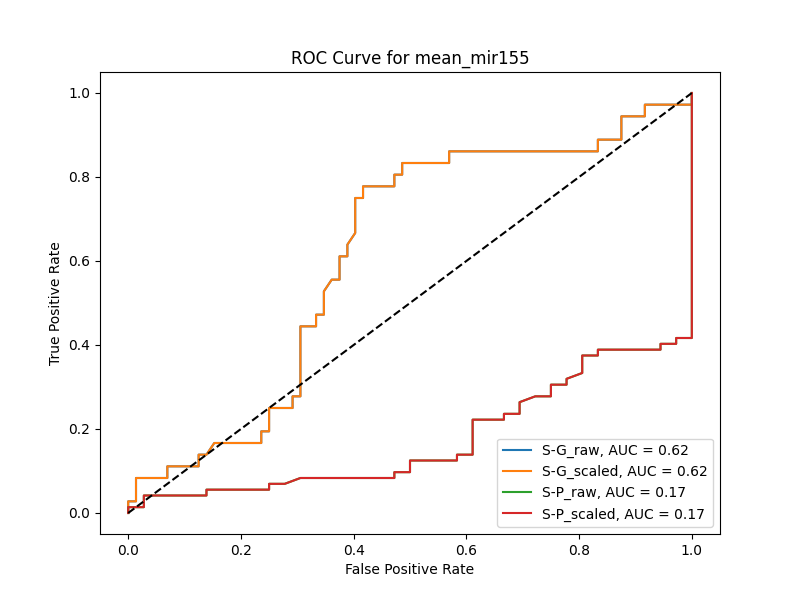 ROC Curve for mean_mir155
True Positive Rate
1.0
0.8
0.6
0.4
0.2
0.0
S-G_raw, AUC = 0.62
S-G_scaled, AUC = 0.62
S-P_raw, AUC = 0.17
S-P_scaled, AUC = 0.17
0.0 0.2 0.4 0.6 0.8 1.0
False Positive Rate